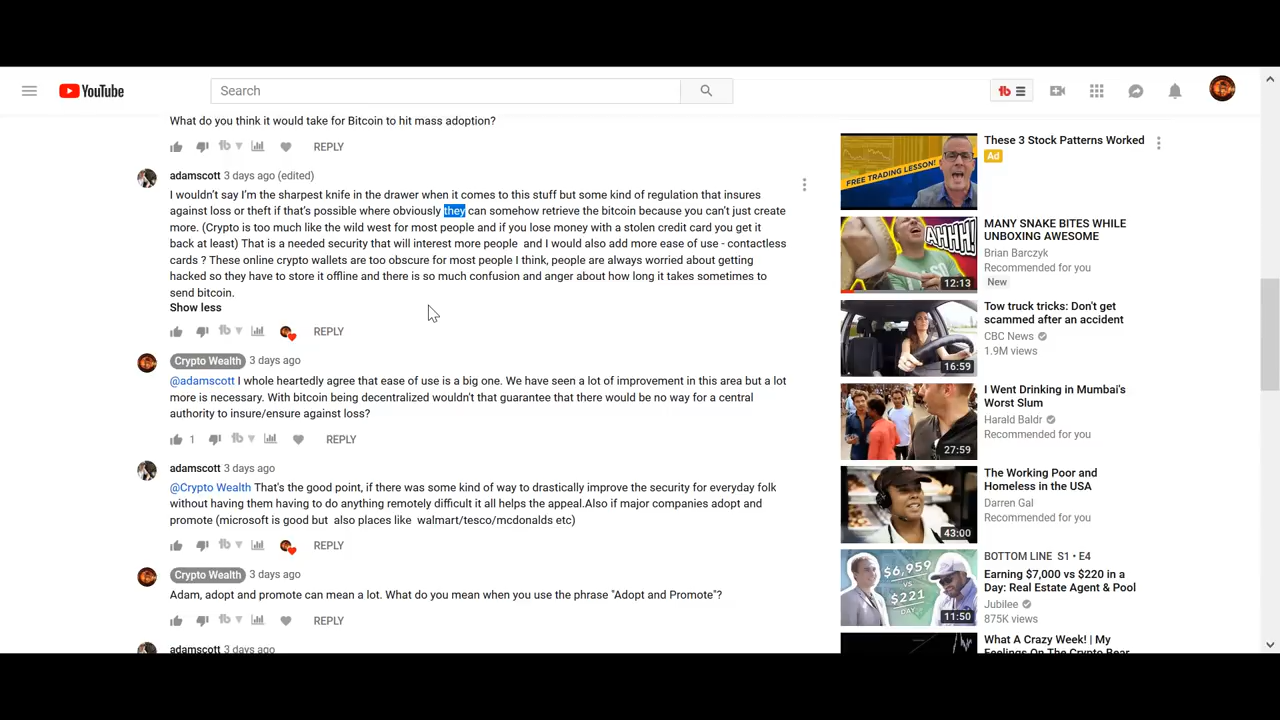 YouTube
Search
What do you think it would take for Bitcoin to hit mass adoption?
REPLY
adamscott 3 days ago (edited)
I wouldn't say I'm the sharpest knife in the drawer when it comes to this stuff but some kind of regulation that insures
against loss or theft if that's possible where obviously they can somehow retrieve the bitcoin because you can't just create
more. (Crypto is too much like the wild west for most people and if you lose money with a stolen credit card you get it
back at least) That is a needed security that will interest more people and I would also add more ease of use - contactless
cards ? These online crypto wallets are too obscure for most people I think, people are always worried about getting
hacked so they have to store it offline and there is so much confusion and anger about how long it takes sometimes to
send bitcoin.
Show less
REPLY
Crypto Wealth 3 days ago
@adamscott I whole heartedly agree that ease of use is a big one. We have seen a lot of improvement in this area but a lot
more is necessary. With bitcoin being decentralized wouldn't that guarantee that there would be no way for a central
authority to insure/ensure against loss?
1 REPLY
adamscott 3 days ago
@Crypto Wealth That's the good point, if there was some kind of way to drastically improve the security for everyday folk
without having them having to do anything remotely difficult it all helps the appeal.Also if major companies adopt and
promote (microsoft is good but also places like walmart/tesco/mcdonalds etc)
REPLY
Crypto Wealth 3 days ago
Adam, adopt and promote can mean a lot. What do you mean when you use the phrase "Adopt and Promote"?
REPLY
adamscott 3 days ago
FREE TRADING LESSON!
These 3 Stock Patterns Worked
Ad
AHHH!
12:13
MANY SNAKE BITES WHILE
UNBOXING AWESOME
Brian Barczyk
Recommended for you
New
16:59
Tow truck tricks: Don't get
scammed after an accident
CBC News
1.9M views
27:59
I Went Drinking in Mumbai's
Worst Slum
Harald Baldr
Recommended for you
43:00
The Working Poor and
Homeless in the USA
Darren Gal
Recommended for you
$6,959
VS
$221
DAY
11:50
BOTTOM LINE S1 • E4
Earning $7,000 vs $220 in a
Day: Real Estate Agent & Pool
Jubilee
875K views
What A Crazy Week! | My
Feelings On The Crypto Bear